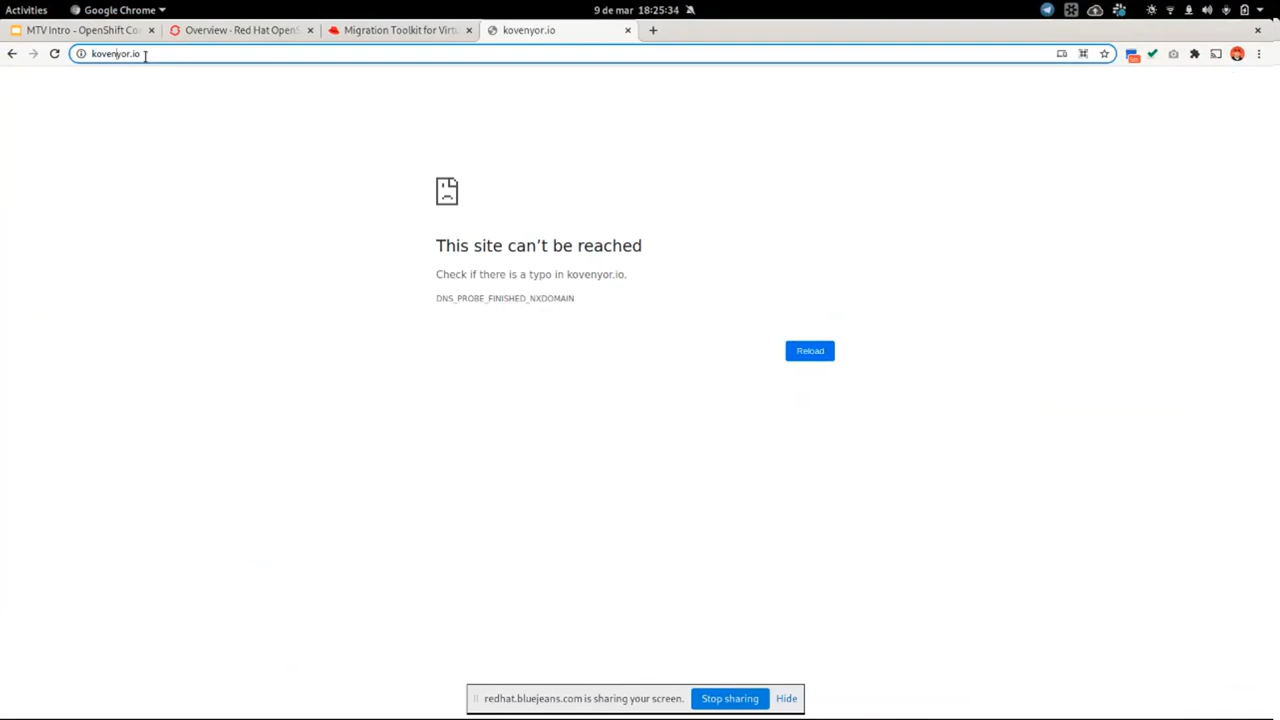 Activities Google Chrome 9 de mar 18:25:34
MTV Intro - OpenShift Co Overview - Red Hat OpenS Migration Toolkit for Virtu kovenyor.io
kovenyor.io
This site can't be reached
Check if there is a typo in kovenyor.io.
DNS_PROBE_FINISHED_NXDOMAIN
Reload
redhat.bluejeans.com is sharing your screen. Stop sharing Hide